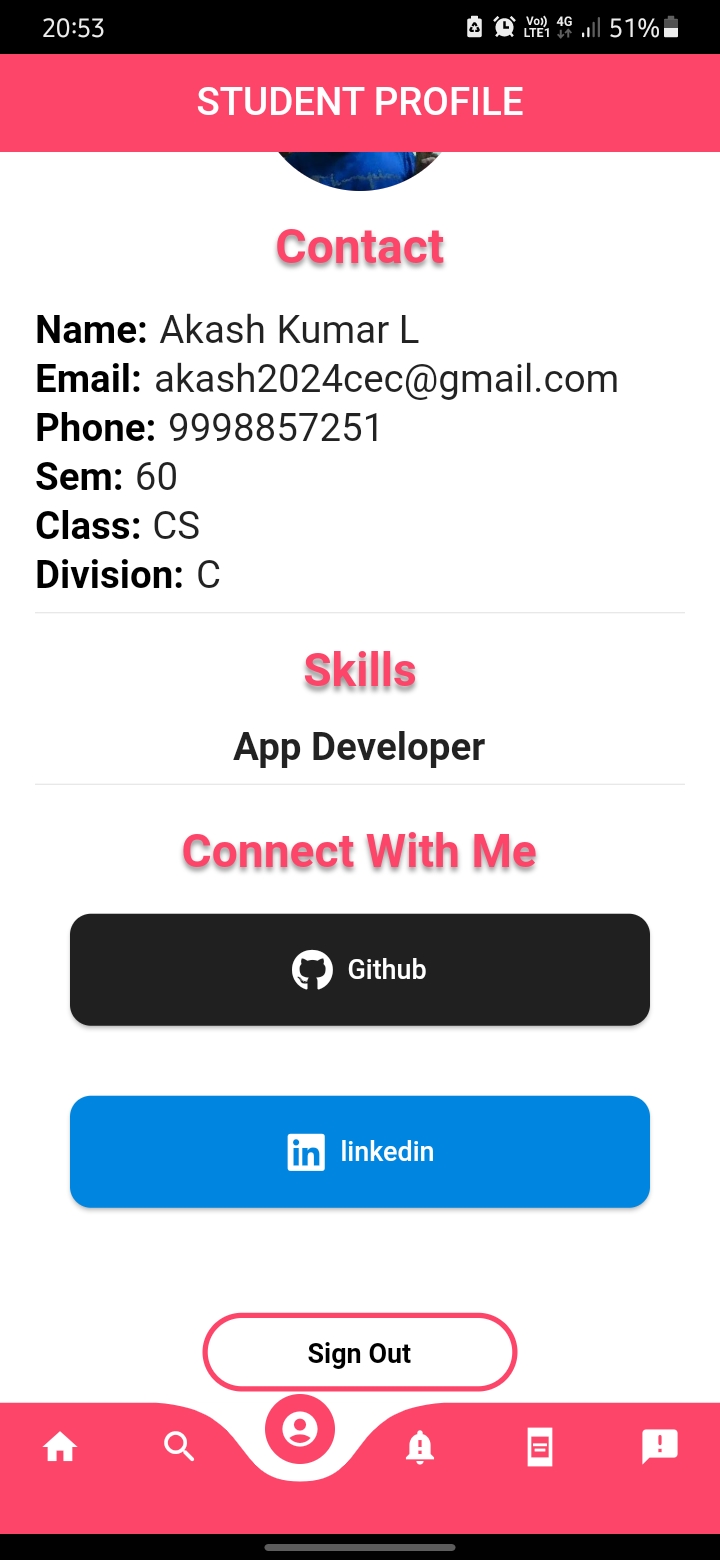 20:53
Vo)) 4G 51%
LTE1
STUDENT PROFILE
Contact
Name: Akash Kumar L
Email: akash2024cec@gmail.com
Phone: 9998857251
Sem: 60
Class: CS
Division: C
Skills
App Developer
Connect With Me
Github
in linkedin
Sign Out